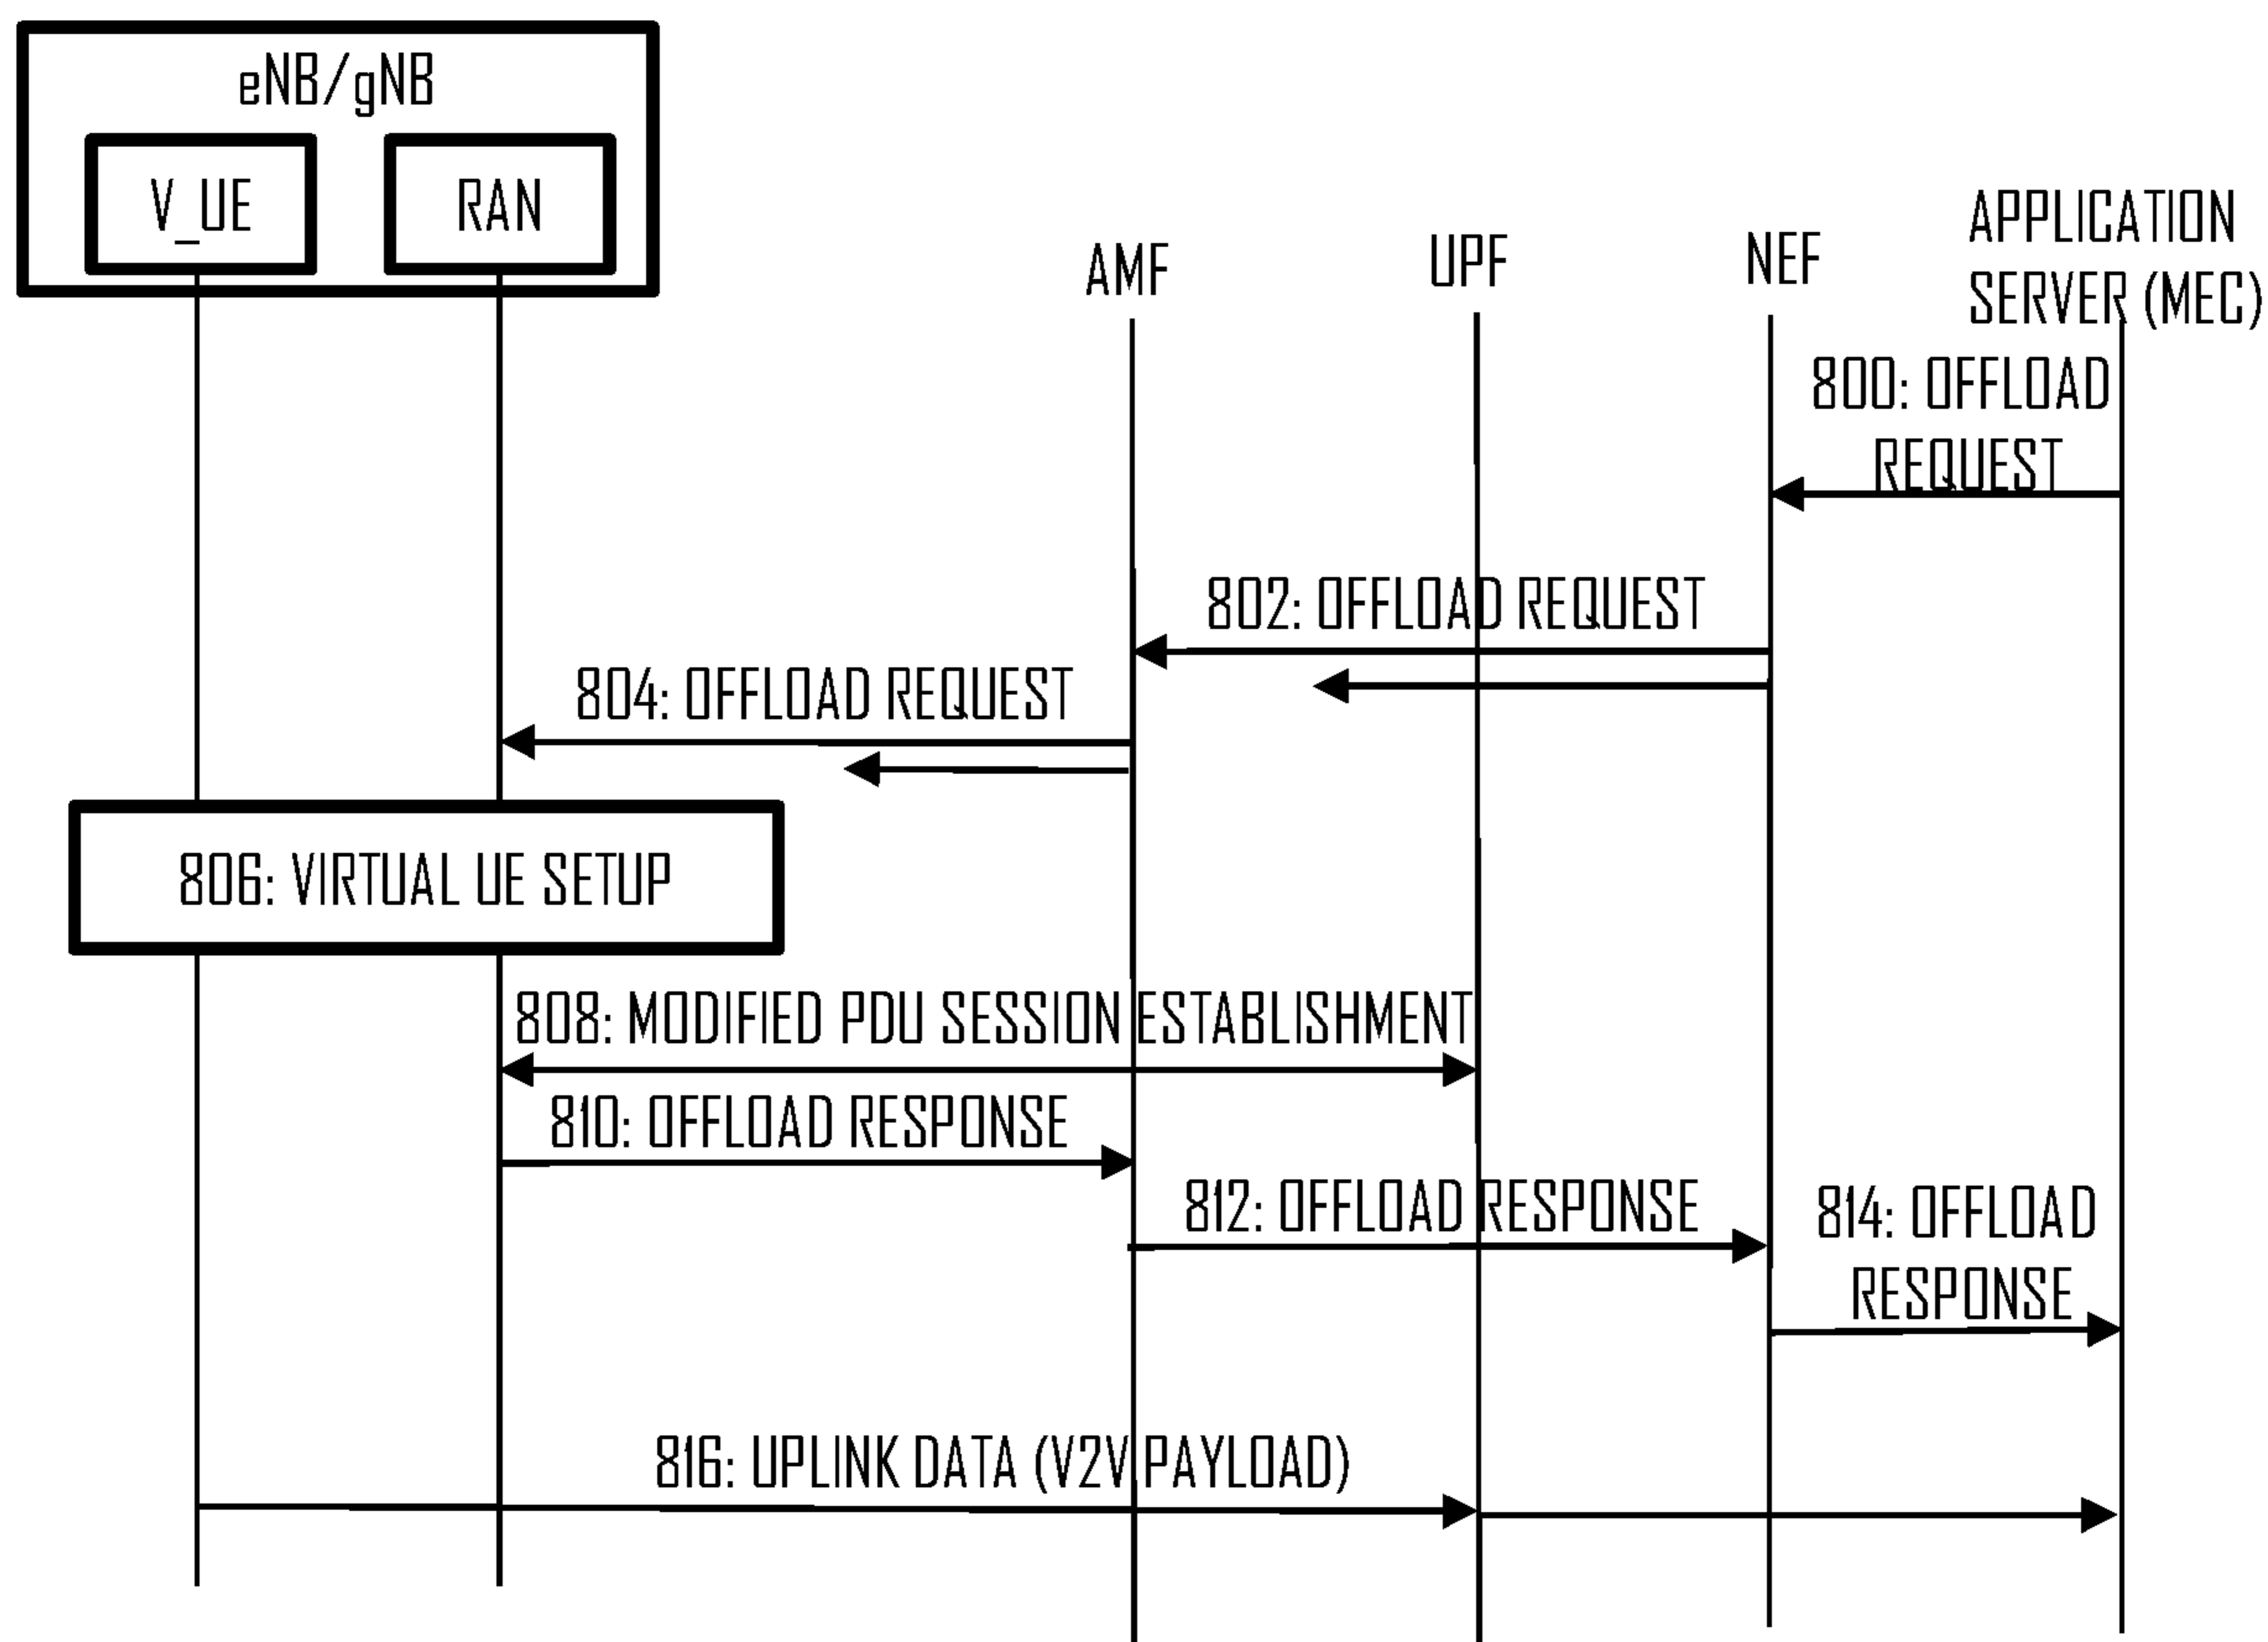 eNB/gNB
V_UE
RAN
AMF
UPF
NEF
APPLICATION
SERVER (MEC)
800: OFFLOAD
REQUEST
802: OFFLOAD REQUEST
804: OFFLOAD REQUEST
806: VIRTUAL UE SETUP
808: MODIFIED PDU SESSION ESTABLISHMENT
810: OFFLOAD RESPONSE
812: OFFLOAD RESPONSE
814: OFFLOAD
RESPONSE
816: UPLINK DATA (V2V PAYLOAD)